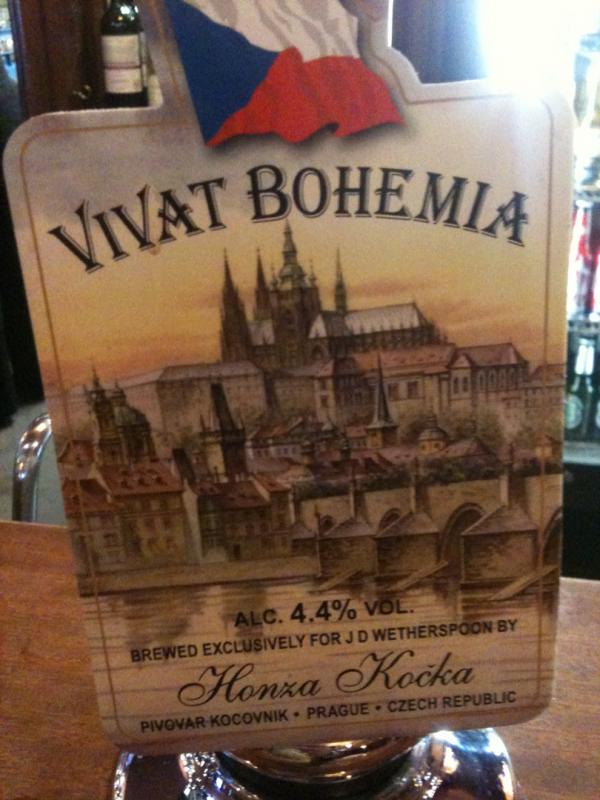 VIVAT BOHEMIA
ALC. 4.4% VOL.
BREWED EXCLUSIVELY FOR J D WETHERSPOON BY
Honza Kočka
PIVOVAR KOCOVNIK • PRAGUE • CZECH REPUBLIC